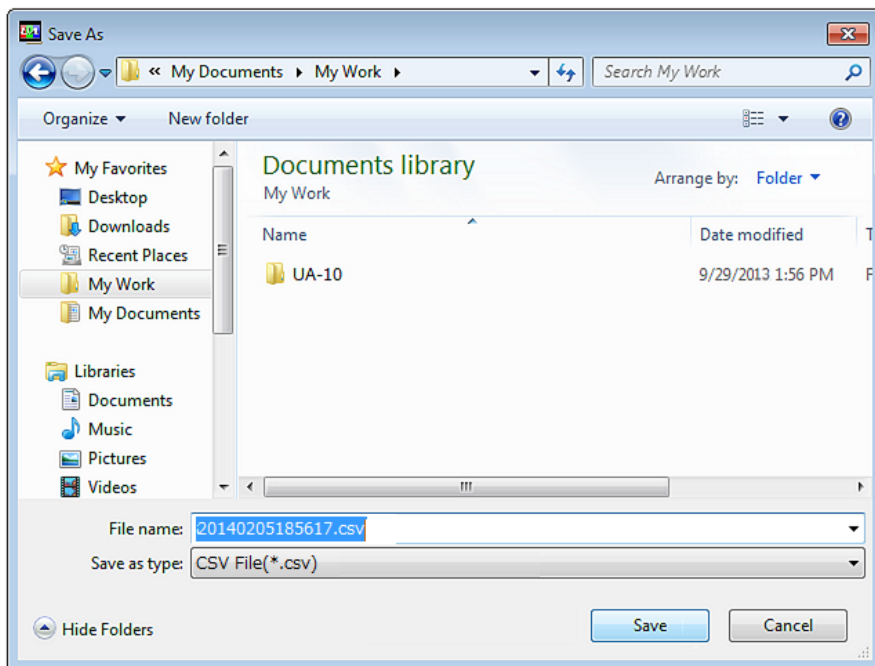 Save As
« My Documents ▸ My Work ▸
Search My Work
Organize
New folder
My Favorites
Desktop
Downloads
Recent Places
My Work
My Documents
Libraries
Documents
Music
Pictures
Videos
Documents library
My Work
Arrange by: Folder
Name Date modified T
UA-10 9/29/2013 1:56 PM F
File name: 20140205185617.csv
Save as type: CSV File(*.csv)
Hide Folders
Save
Cancel